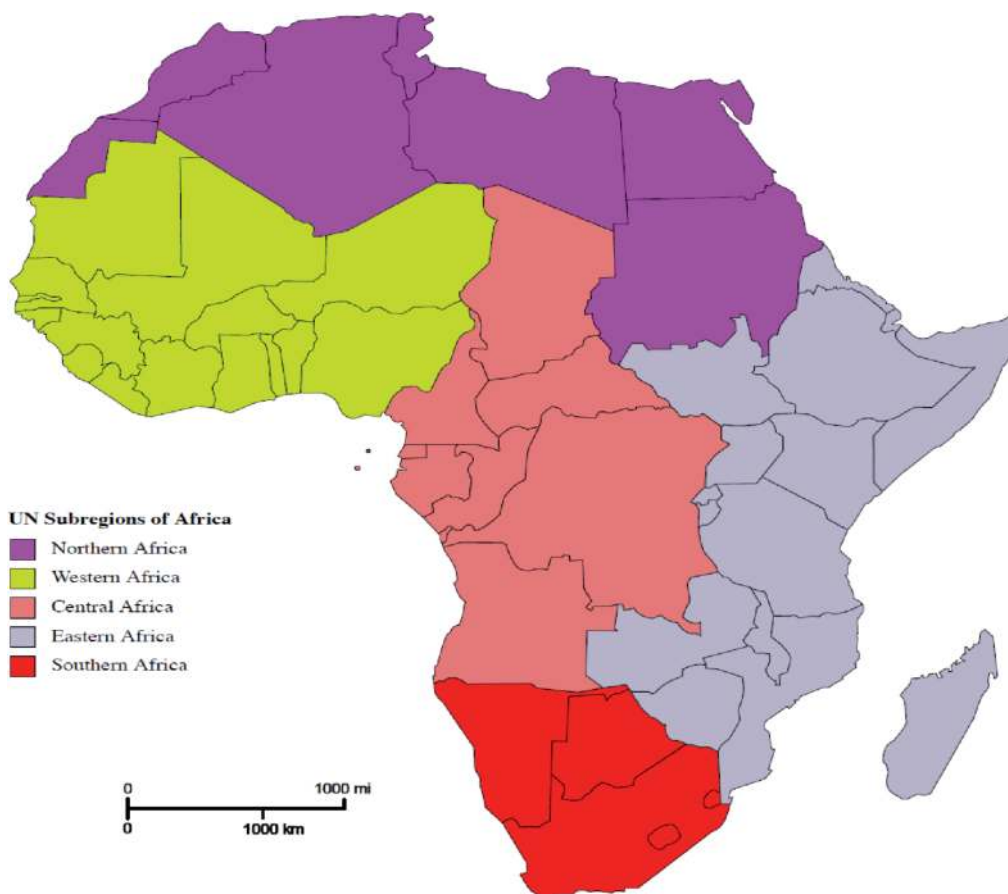 UN Subregions of Africa
Northern Africa
Western Africa
Central Africa
Eastern Africa
Southern Africa
0 1000 mi
0 1000 km